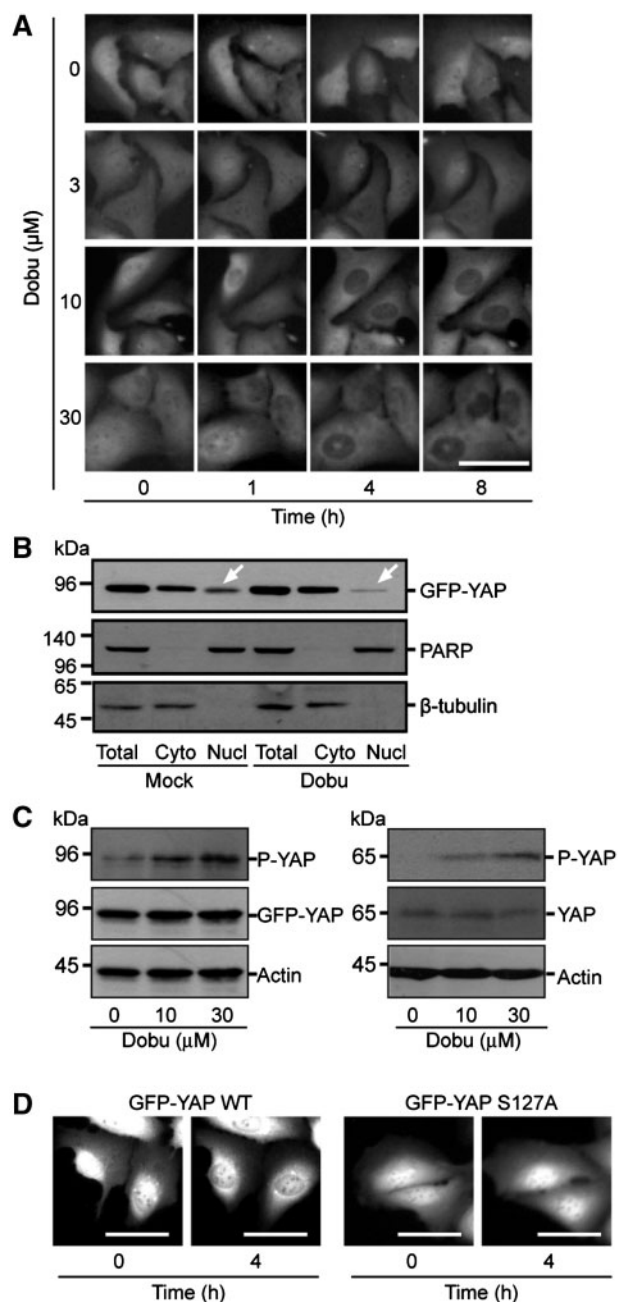 A
0
3
10
30
Dobu (µM)
0 1 4 8
Time (h)
B
kDa
96
GFP-YAP
140
96
PARP
65
45
β-tubulin
Total Cyto Nucl Total Cyto Nucl
Mock Dobu
C
kDa
96
P-YAP
96
GFP-YAP
45
Actin
0 10 30
Dobu (µM)
kDa
65
P-YAP
65
YAP
45
Actin
0 10 30
Dobu (µM)
D
GFP-YAP WT GFP-YAP S127A
0 4 0 4
Time (h) Time (h)